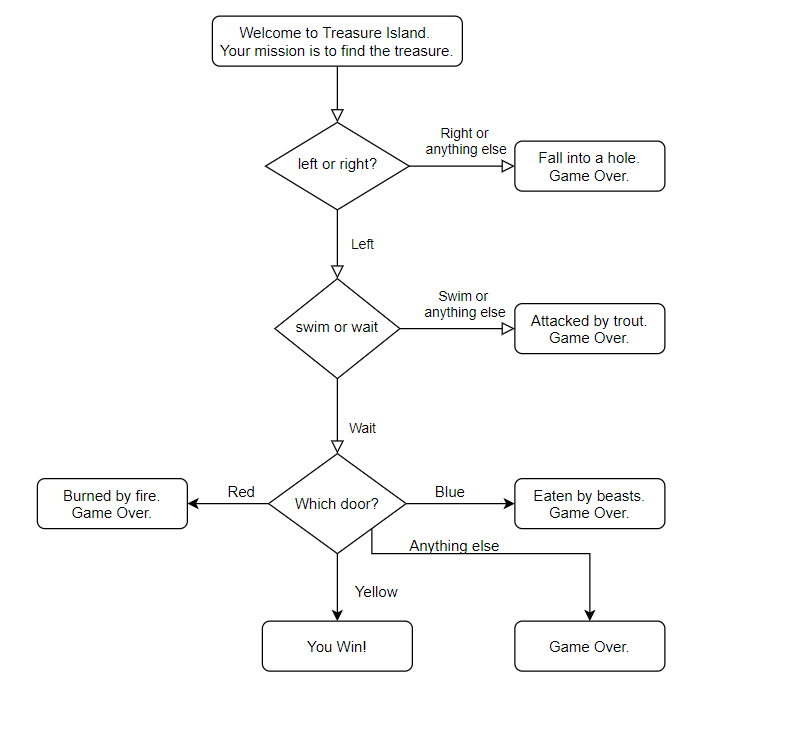 Welcome to Treasure Island.
Your mission is to find the treasure.
left or right?
Right or
anything else
Fall into a hole.
Game Over.
Left
swim or wait
Swim or
anything else
Attacked by trout.
Game Over.
Wait
Burned by fire.
Game Over.
Red
Which door?
Blue
Eaten by beasts.
Game Over.
Anything else
Yellow
You Win!
Game Over.